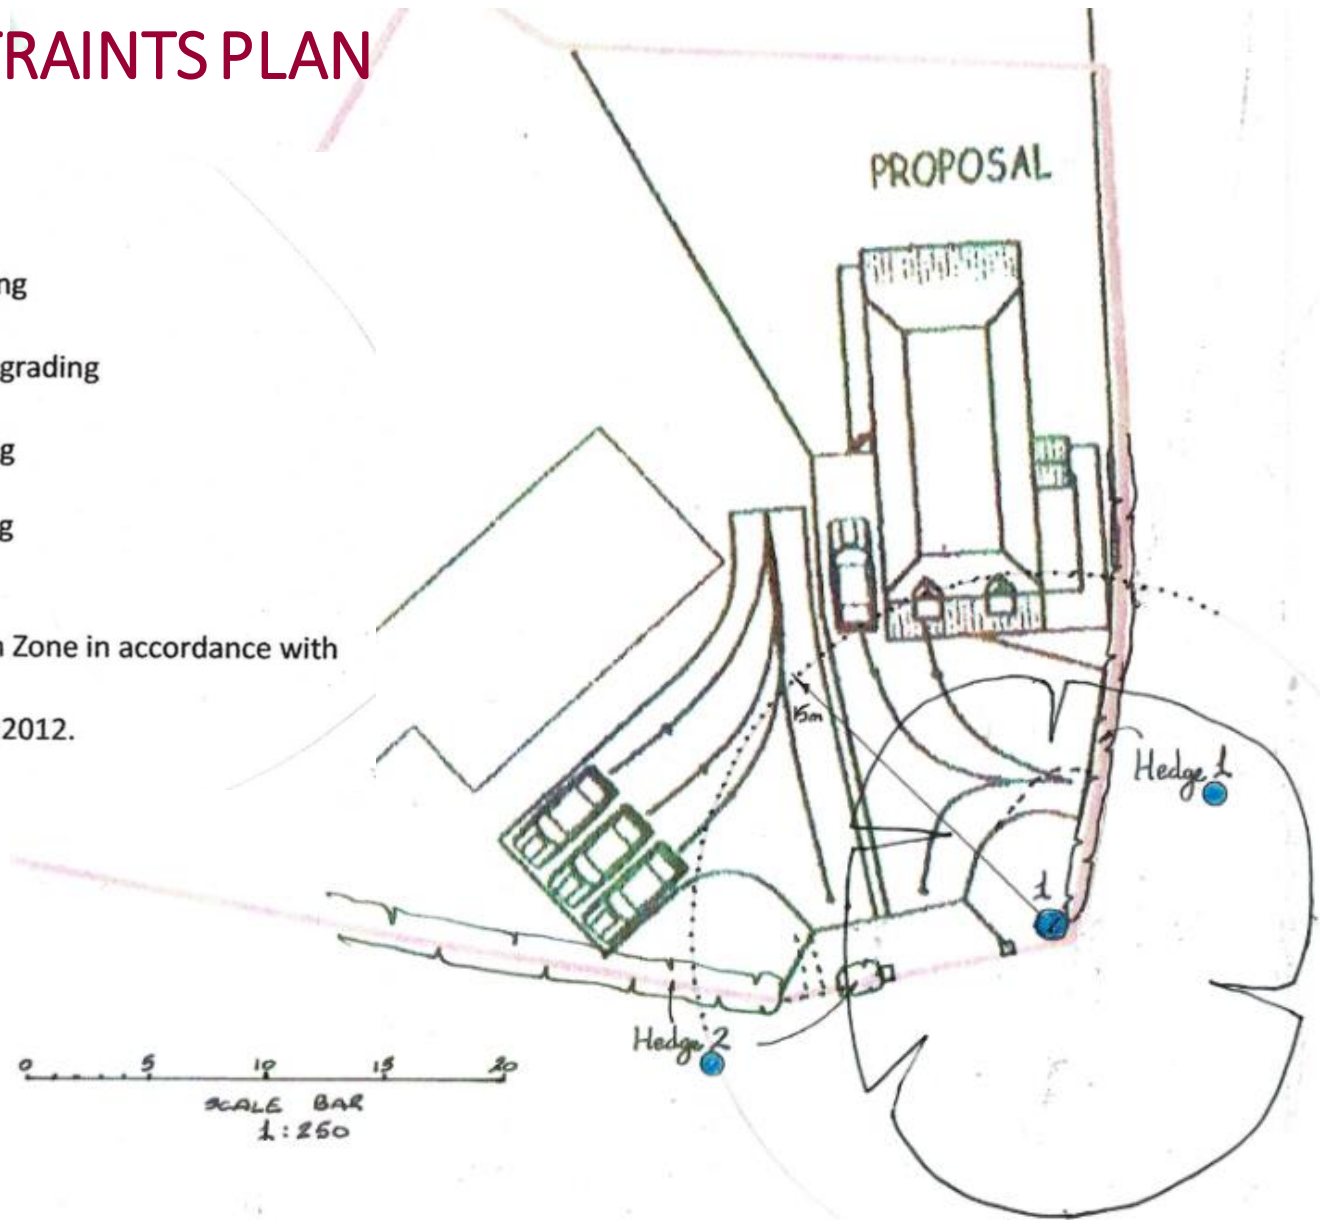 TRAINTS PLAN
PROPOSAL
ng
grading
g
g
n Zone in accordance with
2012.
15m
Hedge 1
1
Hedge 2
0 5 10 15 20
SCALE BAR
1:250